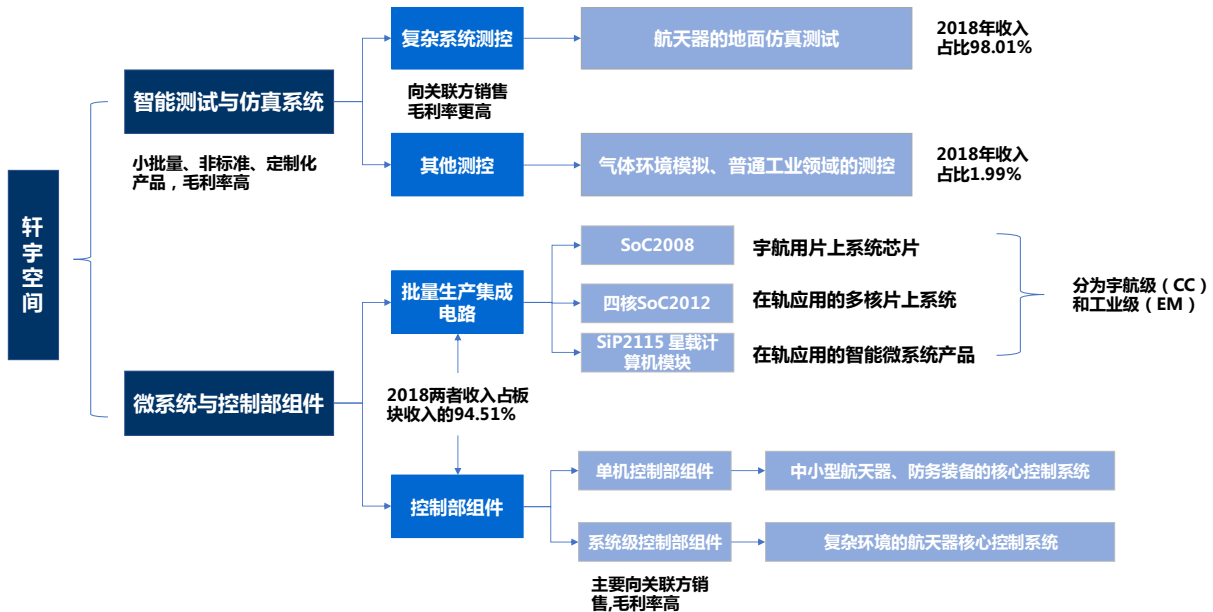 轩
宇
空
间
智能测试与仿真系统
小批量、非标准、定制化
产品，毛利率高
复杂系统测控
向关联方销售
毛利率更高
其他测控
航天器的地面仿真测试
2018年收入
占比98.01%
气体环境模拟、普通工业领域的测控
2018年收入
占比1.99%
微系统与控制部组件
批量生产集成
电路
2018两者收入占板
块收入的94.51%
控制部组件
SoC2008
宇航用片上系统芯片
四核SoC2012
在轨应用的多核片上系统
SiP2115 星载计
算机模块
在轨应用的智能微系统产品
分为宇航级（CC）
和工业级（EM）
单机控制部组件
中小型航天器、防务装备的核心控制系统
系统级控制部组件
复杂环境的航天器核心控制系统
主要向关联方销
售,毛利率高